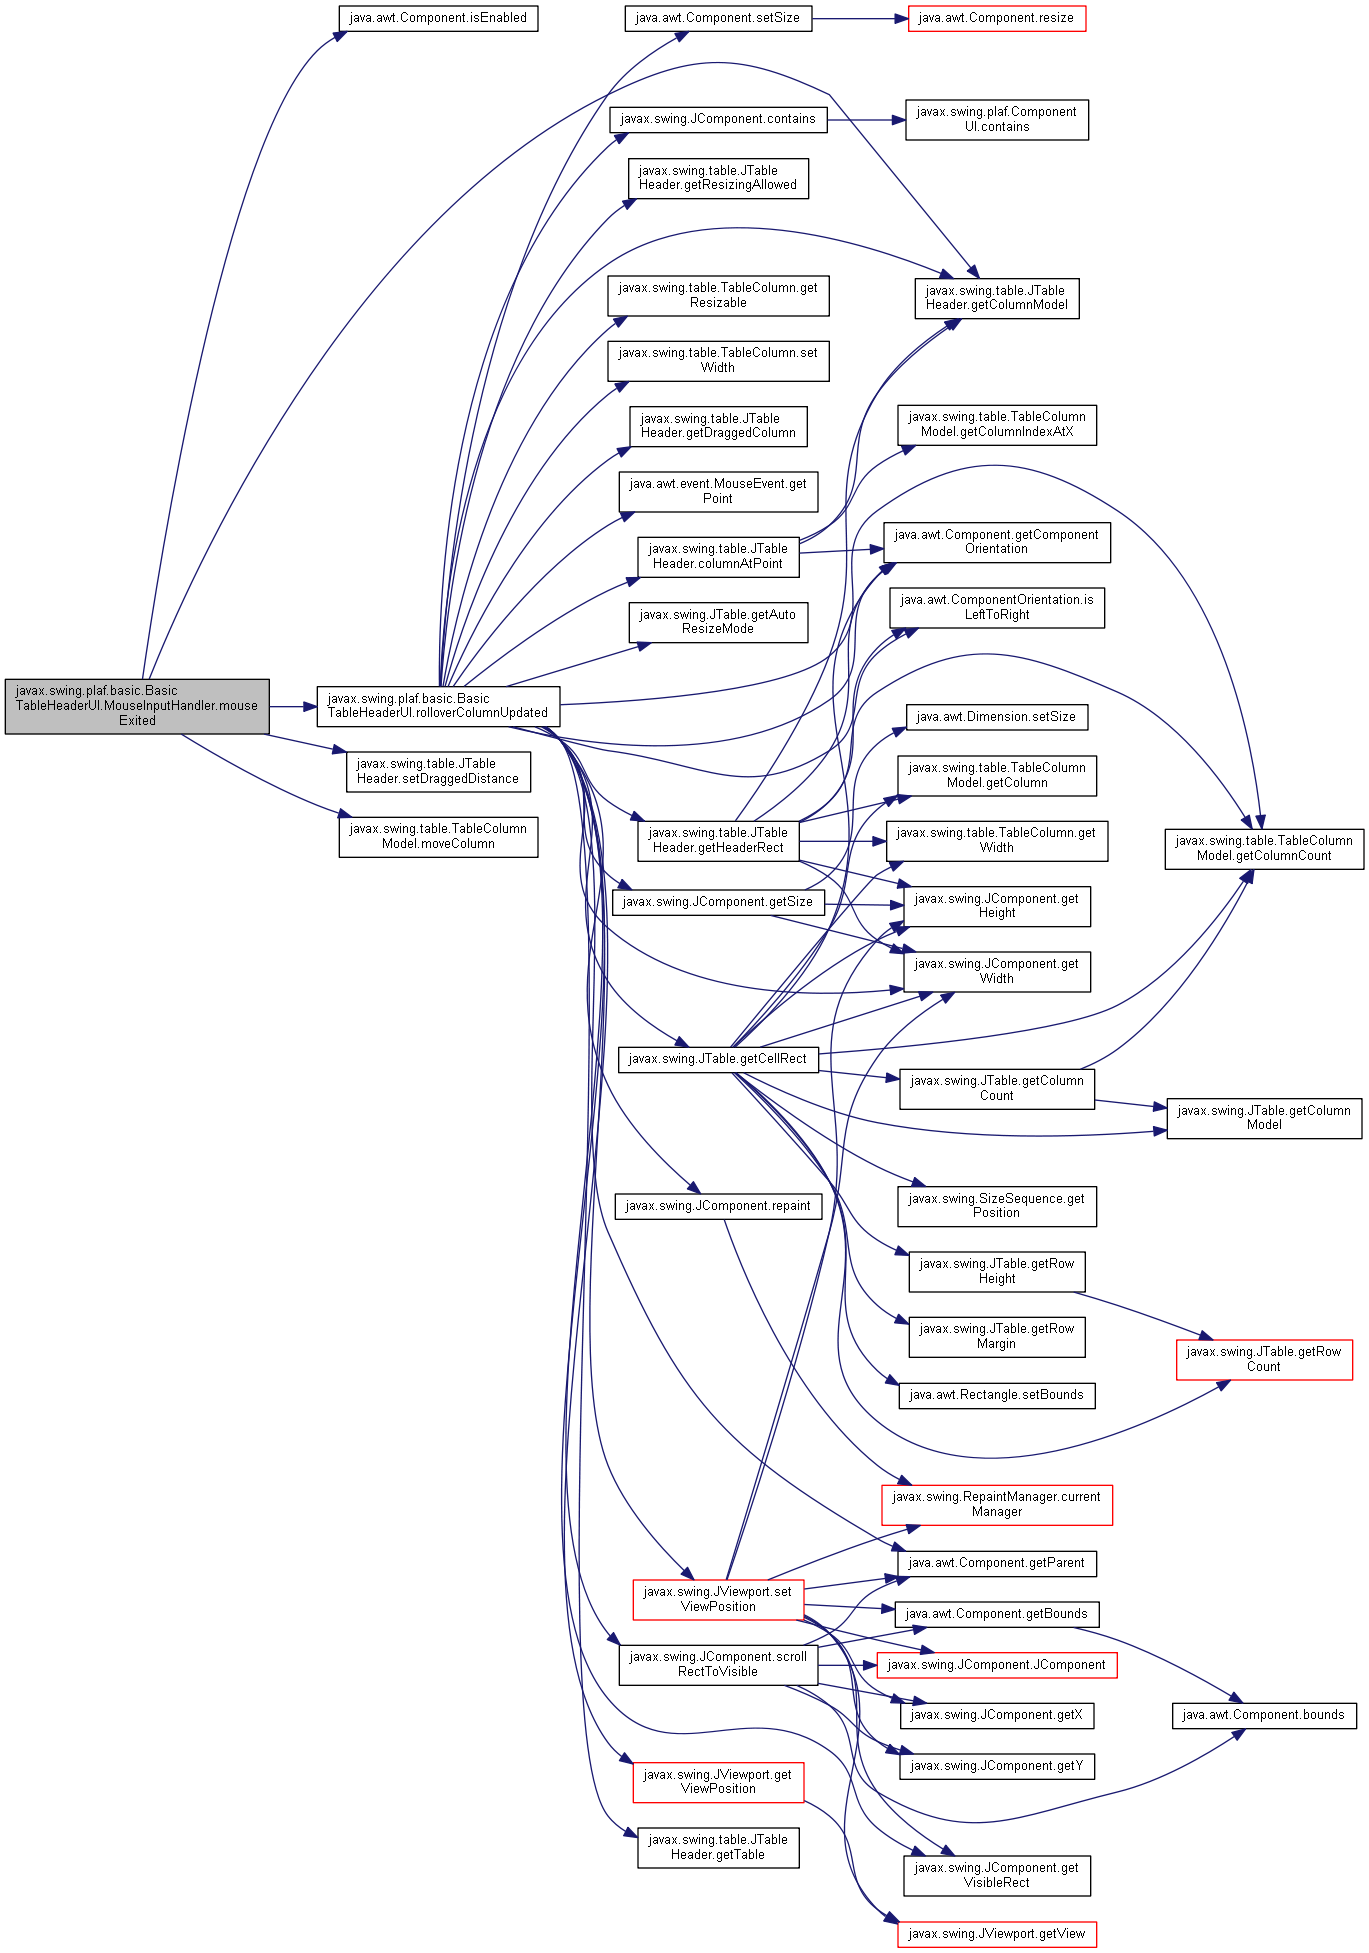 java.awt.Component.isEnabled
java.awt.Component.setSize
java.awt.Component.resize
javax.swing.JComponent.contains
javax.swing.plaf.Component
UI.contains
javax.swing.table.JTable
Header.getResizingAllowed
javax.swing.table.TableColumn.get
Resizable
javax.swing.table.JTable
Header.getColumnModel
javax.swing.table.TableColumn.set
Width
javax.swing.table.JTable
Header.getDraggedColumn
javax.swing.table.TableColumn
Model.getColumnIndexAtX
java.awt.event.MouseEvent.get
Point
javax.swing.table.JTable
Header.columnAtPoint
java.awt.Component.getComponent
Orientation
javax.swing.JTable.getAuto
ResizeMode
java.awt.ComponentOrientation.is
LeftToRight
javax.swing.plaf.basic.Basic
TableHeaderUI.MouseInputHandler.mouse
Exited
javax.swing.plaf.basic.Basic
TableHeaderUI.rolloverColumnUpdated
java.awt.Dimension.setSize
javax.swing.table.JTable
Header.setDraggedDistance
javax.swing.table.TableColumn
Model.getColumn
javax.swing.table.TableColumn
Model.moveColumn
javax.swing.table.JTable
Header.getHeaderRect
javax.swing.table.TableColumn.get
Width
javax.swing.table.TableColumn
Model.getColumnCount
javax.swing.JComponent.getSize
javax.swing.JComponent.get
Height
javax.swing.JComponent.get
Width
javax.swing.JTable.getCellRect
javax.swing.JTable.getColumn
Count
javax.swing.JTable.getColumn
Model
javax.swing.JComponent.repaint
javax.swing.SizeSequence.get
Position
javax.swing.JTable.getRow
Height
javax.swing.JTable.getRow
Margin
javax.swing.JTable.getRow
Count
java.awt.Rectangle.setBounds
javax.swing.RepaintManager.current
Manager
java.awt.Component.getParent
javax.swing.JViewport.set
ViewPosition
java.awt.Component.getBounds
javax.swing.JComponent.scroll
RectToVisible
javax.swing.JComponent.JComponent
javax.swing.JComponent.getX
java.awt.Component.bounds
javax.swing.JComponent.getY
javax.swing.JViewport.get
ViewPosition
javax.swing.table.JTable
Header.getTable
javax.swing.JComponent.get
VisibleRect
javax.swing.JViewport.getView